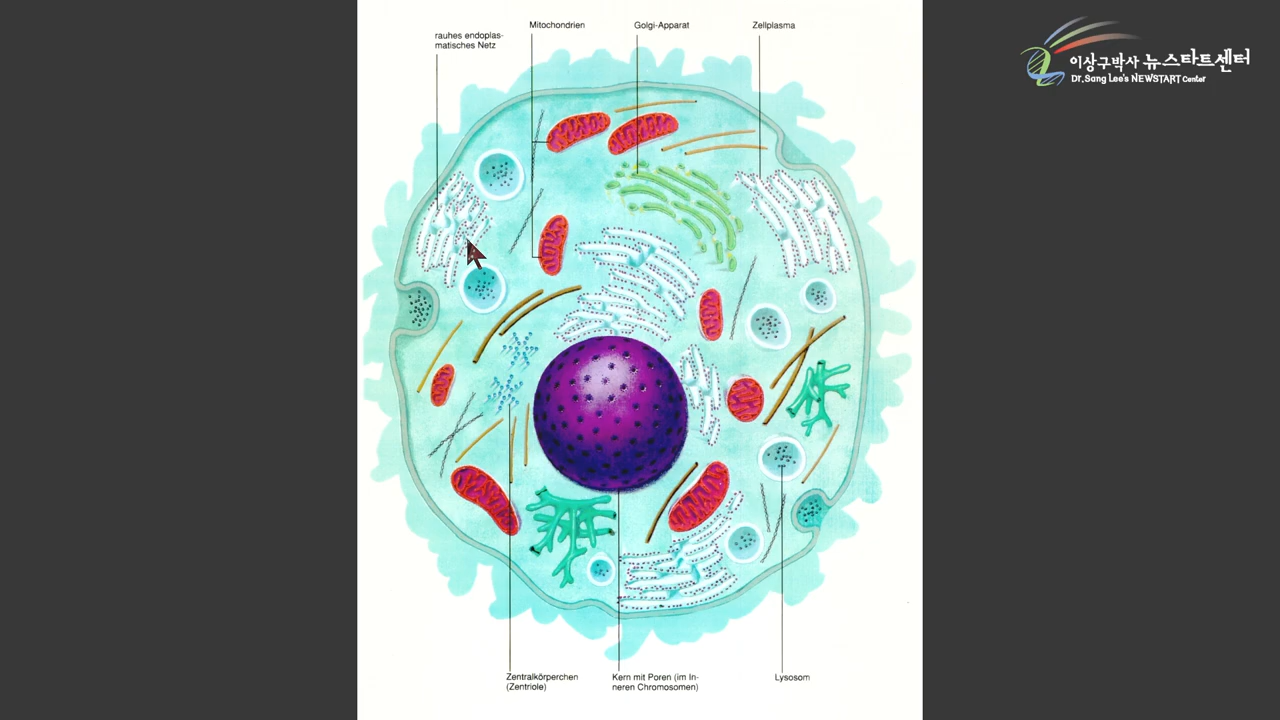 Mitochondrien
Golgi-Apparat
Zellplasma
rauhes endoplas-
matisches Netz
이상구박사 뉴스타트센터
Dr. Sang Lee's NEWSTART Center
Zentralkörperchen
(Zentriole)
Kern mit Poren (im In-
neren Chromosomen)
Lysosom